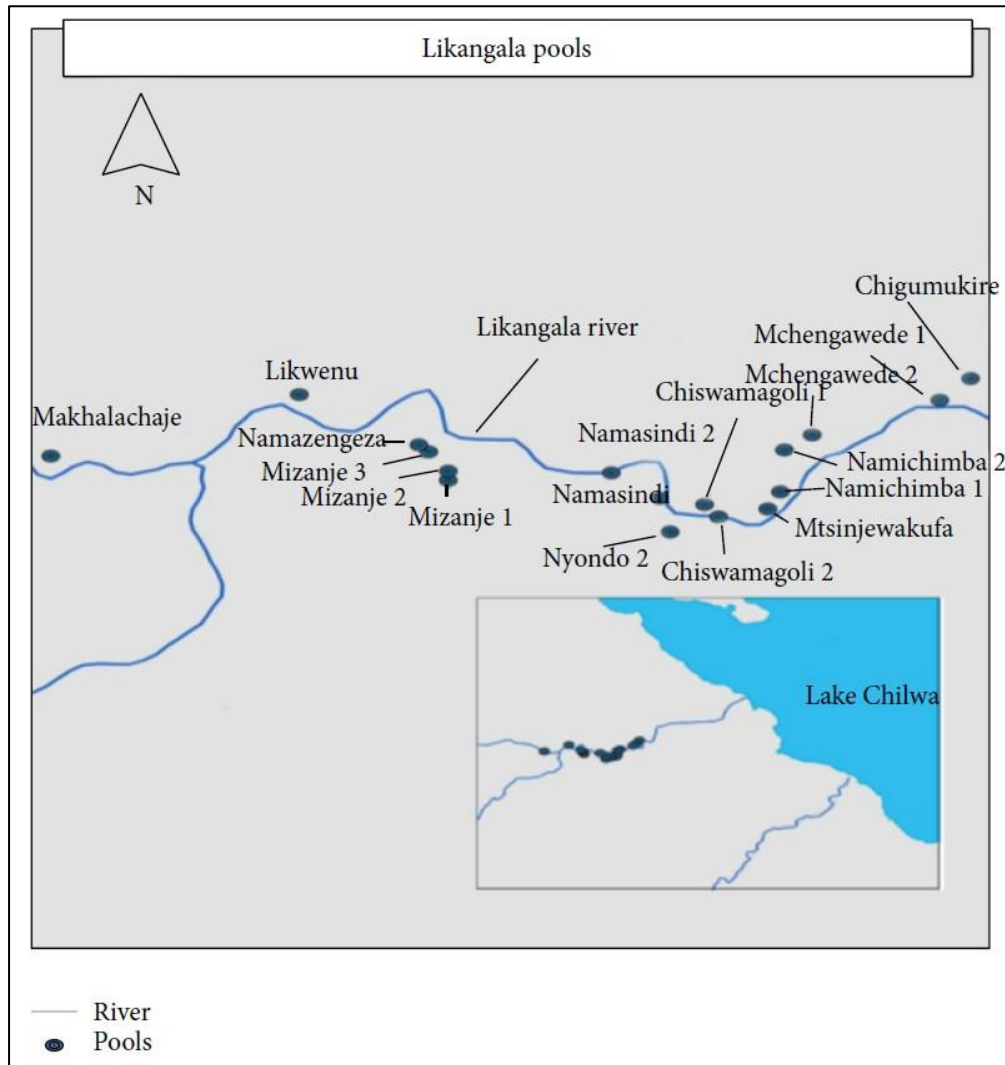 Likangala pools
N
Chigumukire
Mchengawede 1
Likangala river
Mchengawede 2
Likwenu
Chiswamagoli 1
Makhalachaje
Namazengeza
Namasindi 2
Namichimba 2
Mizanje 3
Namasindi
Namichimba 1
Mizanje 2
Mizanje 1
Mtsinjewakufa
Nyondo 2
Chiswamagoli 2
Lake Chilwa
River
Pools